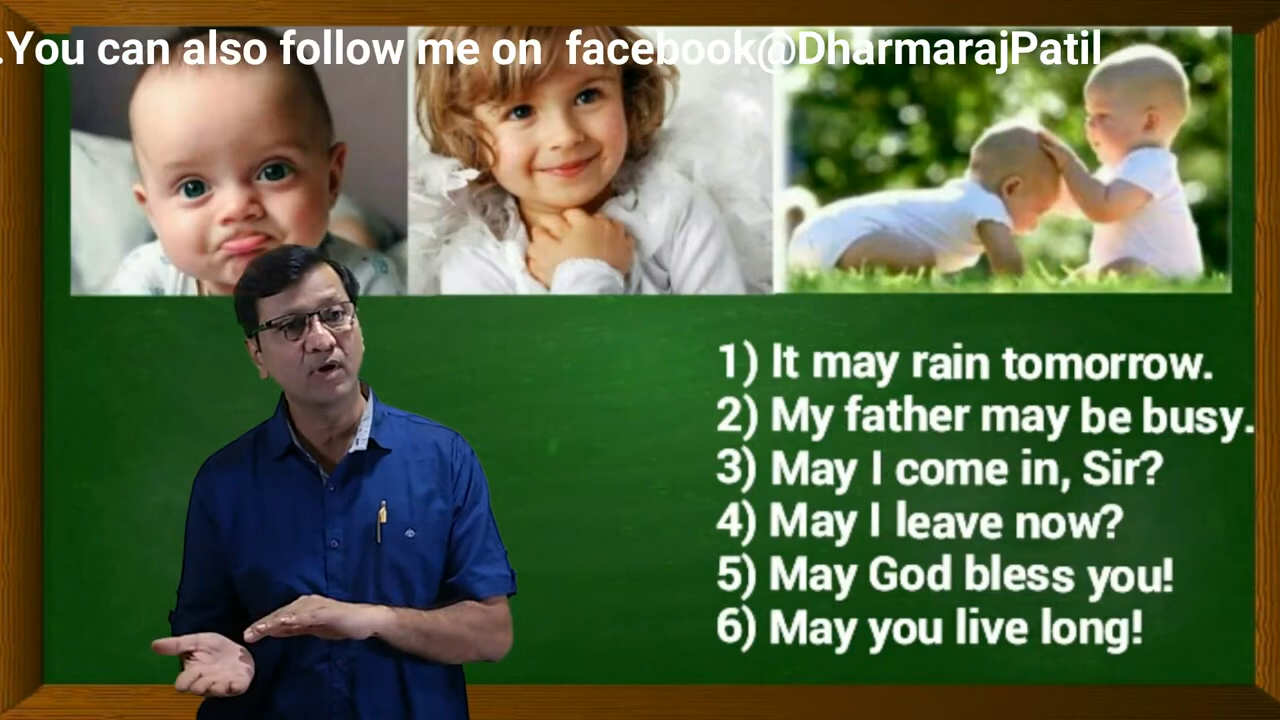 .You can also follow me on  facebook@DharmarajPatil
1) It may rain tomorrow.
2) My father may be busy.
3) May I come in, Sir?
4) May I leave now?
5) May God bless you!
6) May you live long!